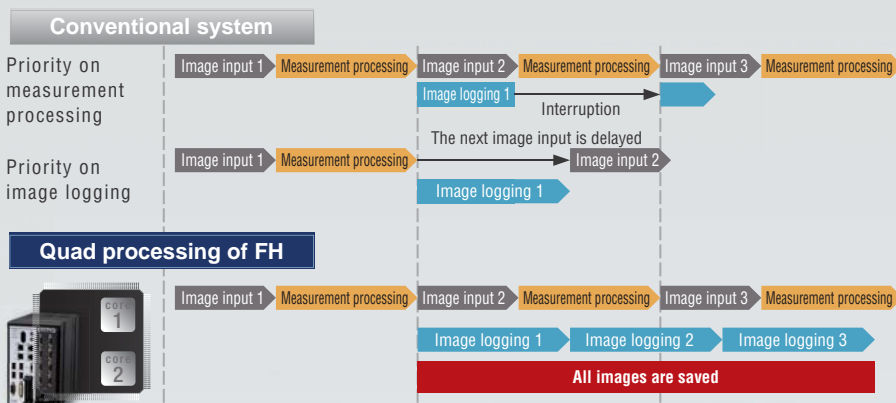 Conventional system
Priority on
measurement
processing
Image input 1 Measurement processing Image input 2 Measurement processing Image input 3 Measurement processing
Image logging 1
Interruption
The next image input is delayed
Priority on
image logging
Image input 1 Measurement processing Image input 2
Image logging 1
Quad processing of FH
core
1
core
2
Image input 1 Measurement processing Image input 2 Measurement processing Image input 3 Measurement processing
Image logging 1 Image logging 2 Image logging 3
All images are saved